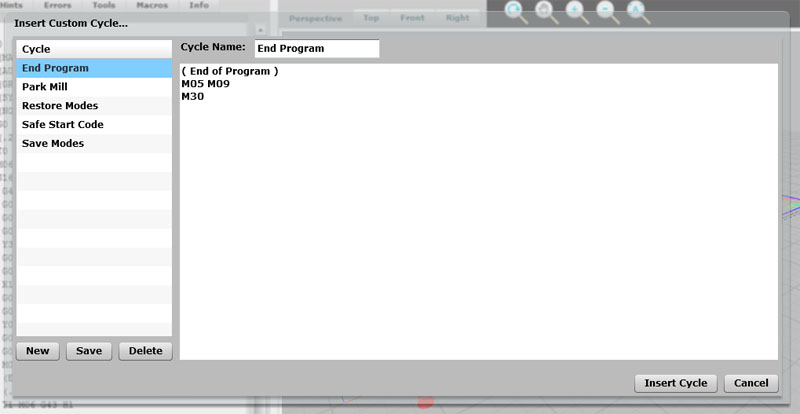 Hints Errors Tools Macros Info
Perspective Top Front Right
Insert Custom Cycle...
Cycle
End Program
Park Mill
Restore Modes
Safe Start Code
Save Modes
New Save Delete
Cycle Name: End Program
( End of Program )
M05 M09
M30
Insert Cycle Cancel